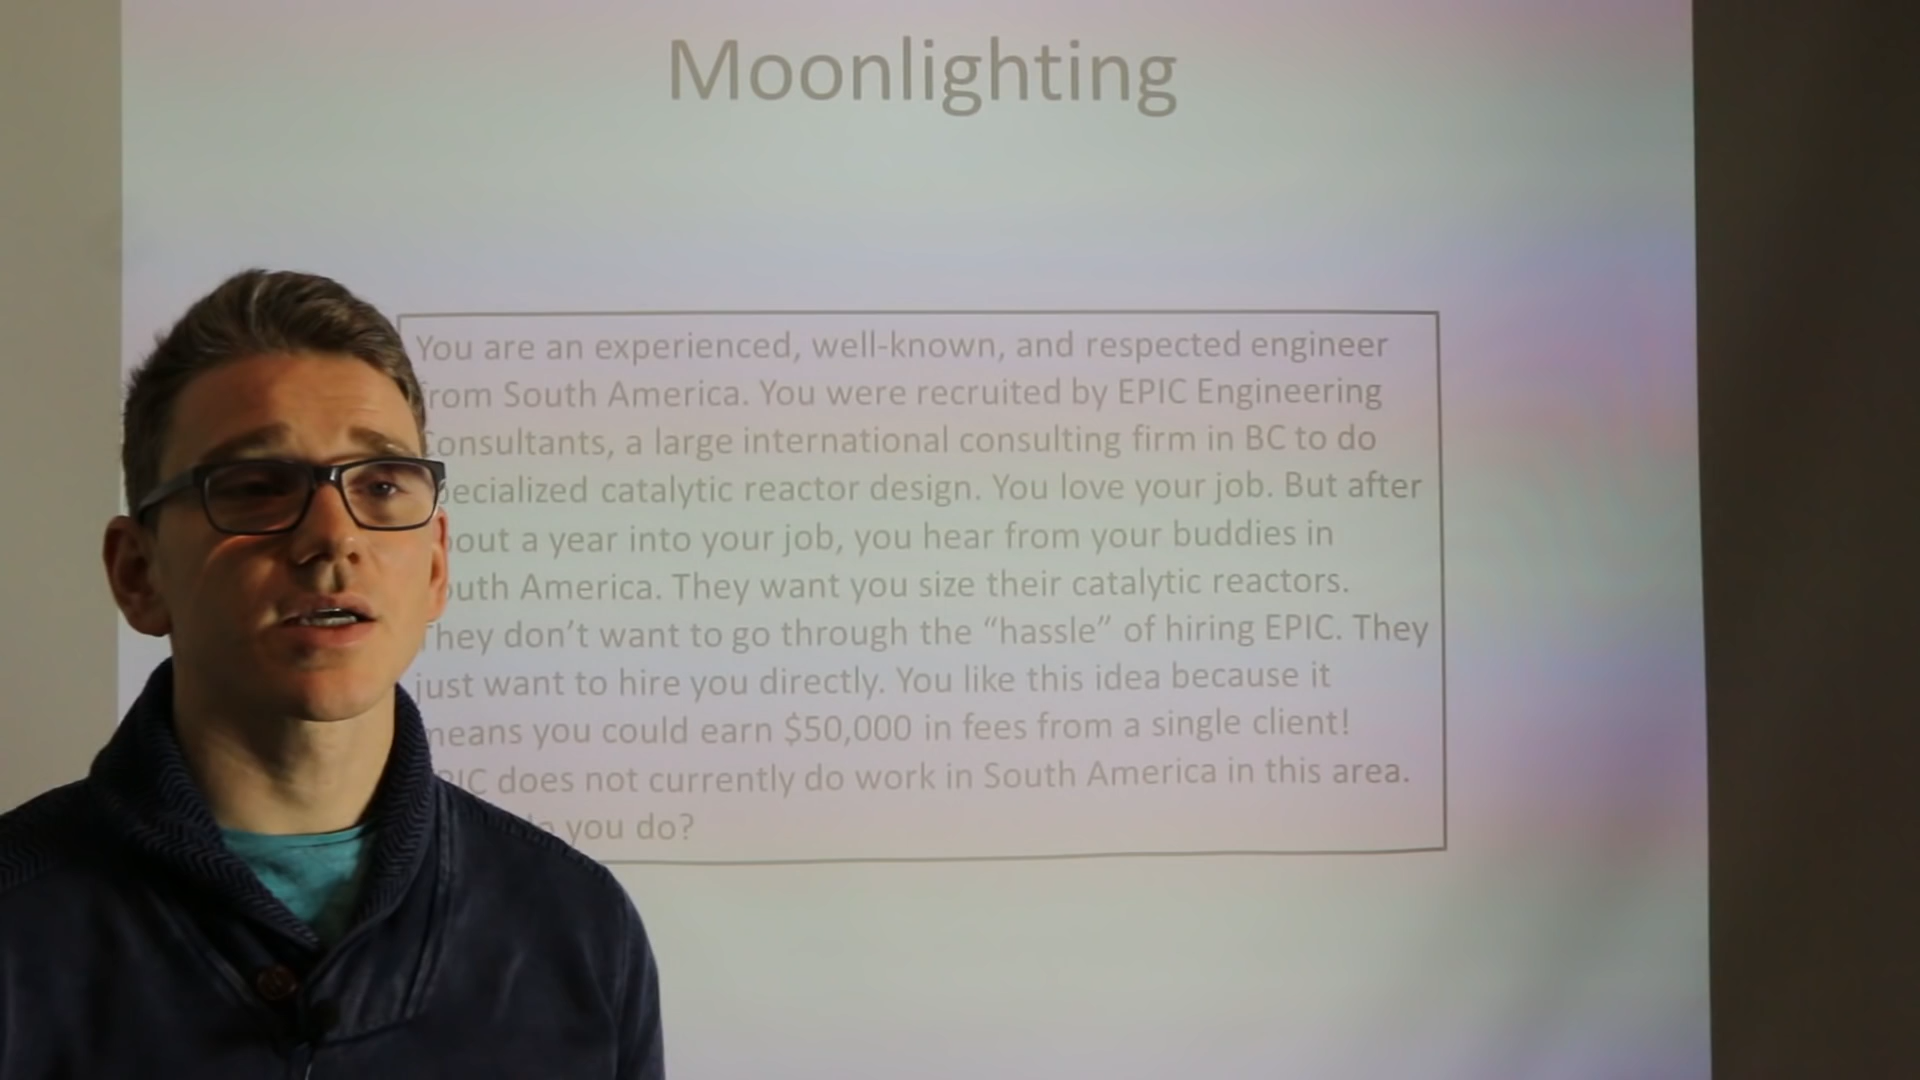 Moonlighting
You are an experienced, well-known, and respected engineer
from South America. You were recruited by EPIC Engineering
Consultants, a large international consulting firm in BC to do
specialized catalytic reactor design. You love your job. But after
about a year into your job, you hear from your buddies in
South America. They want you size their catalytic reactors.
They don't want to go through the “hassle” of hiring EPIC. They
just want to hire you directly. You like this idea because it
means you could earn $50,000 in fees from a single client!
EPIC does not currently do work in South America in this area.
you do?